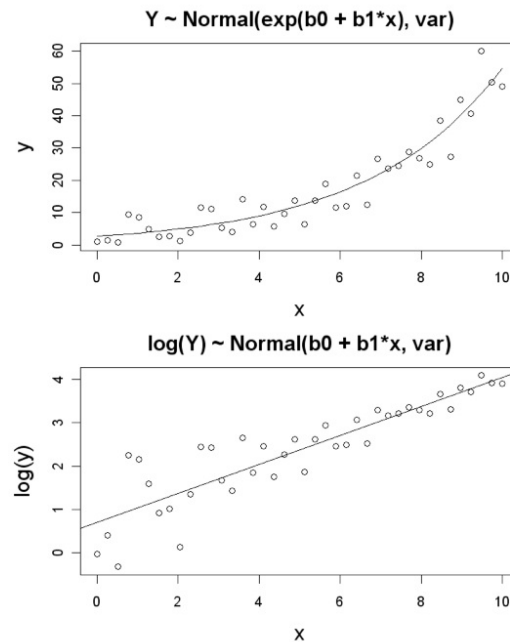 Y ~ Normal(exp(b0 + b1*x), var)
60
50
40
30
20
10
0
y
0 2 4 6 8 10
x
log(Y) ~ Normal(b0 + b1*x, var)
4
3
2
1
0
log(y)
0 2 4 6 8 10
x